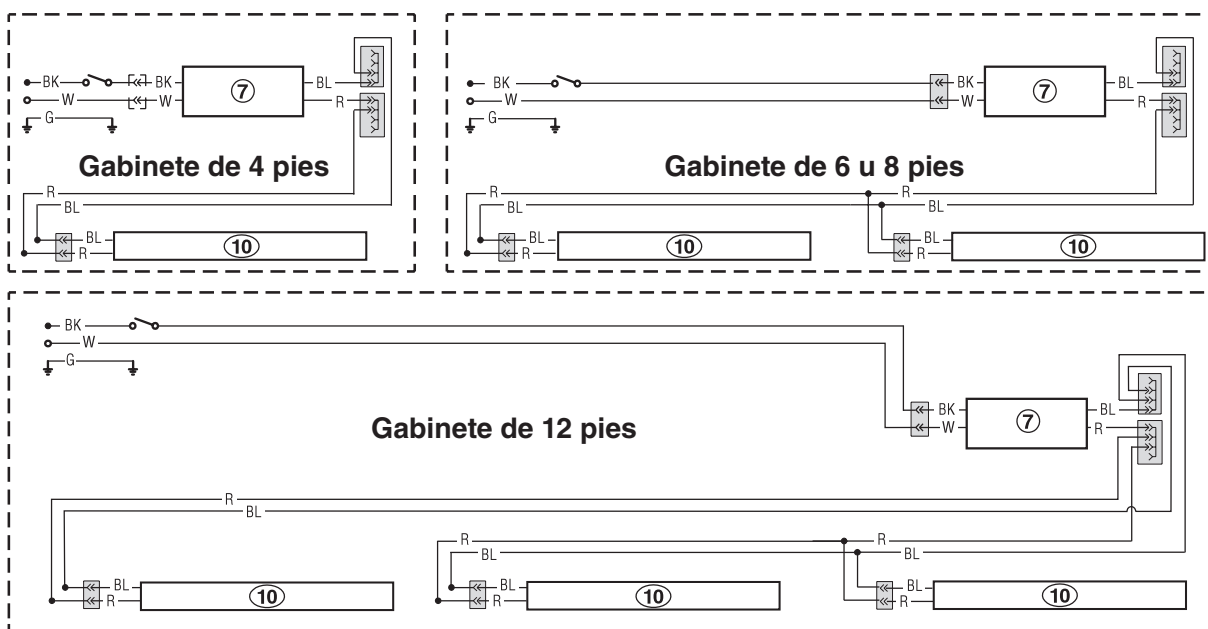 BK BK 7 BL
W W R
G
Gabinete de 4 pies
R
BL
BL 10
R
BK BK 7 BL
W W R
G
Gabinete de 6 u 8 pies
R R
BL BL
BL 10 BL 10
R R
BK
W
G
BK 7 BL
W R
Gabinete de 12 pies
R
BL
R R
BL BL
BL 10 BL 10 BL 10
R R R